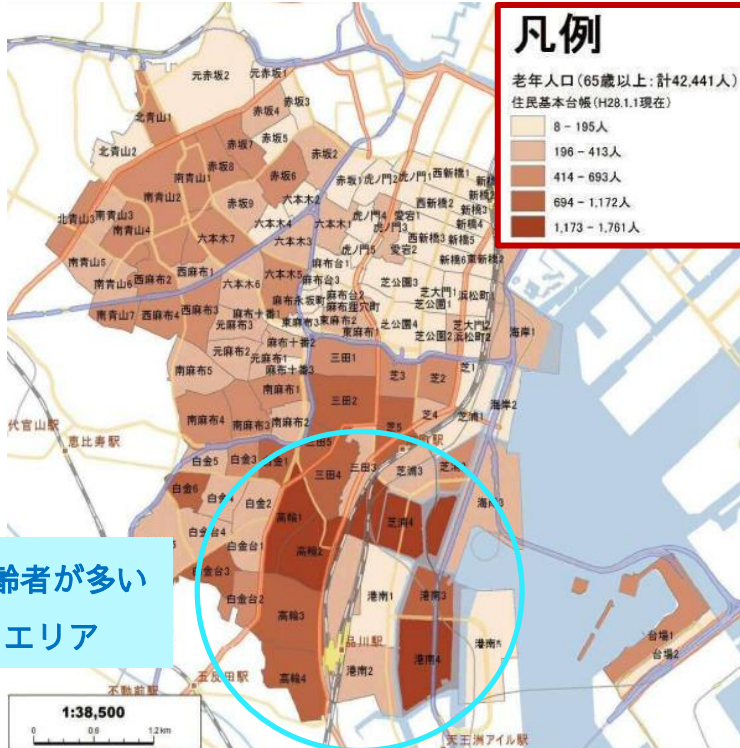 凡例
老年人口(65歳以上:計42,441人)
住民基本台帳(H28.1.1現在)
8 - 195人
196 - 413人
414 - 693人
694 - 1,172人
1,173 - 1,761人
元赤坂2
元赤坂1
北青山1
赤坂4
赤坂3
赤坂5
北青山2
赤坂7
赤坂2
赤坂8
南青山1
赤坂1
虎ノ門2
虎ノ門1
西新橋1
赤坂6
六本木2
南青山2
赤坂9
西新橋2
新橋3
新橋4
北青山3
南青山3
南青山4
六本木4
六本木1
虎ノ門4
虎ノ門3
愛宕1
六本木7
六本木3
虎ノ門5
愛宕2
西新橋3
新橋5
新橋6
東新橋2
南青山5
西麻布1
麻布台1
南青山6
西麻布2
六本木6
六本木5
麻布台3
芝公園3
麻布台2
麻布永坂町
麻布狸穴町
芝大門1
浜松町1
芝公園1
南青山7
西麻布4
西麻布3
麻布十番1
元麻布3
東麻布3
東麻布2
東麻布1
芝公園4
芝公園2
芝大門2
浜松町2
海岸1
麻布十番2
元麻布2
元麻布1
麻布十番3
三田1
芝3
芝2
芝1
南麻布5
南麻布1
三田2
海岸2
芝4
芝浦1
南麻布4
南麻布3
南麻布2
芝5
代官山駅
恵比寿駅
町駅
三田5
白金5
白金3
白金1
三田4
三田3
芝浦3
芝浦2
白金6
白金4
白金2
海岸3
高輪1
芝浦4
白金台4
白金台1
高輪2
白金台3
白金台2
港南1
港南3
高輪3
品川駅
港南5
台場1
台場2
高輪4
港南2
港南4
五反田駅
不動前駅
天王洲アイル駅
齢者が多い
エリア
1:38,500
0 0.6 1.2 km